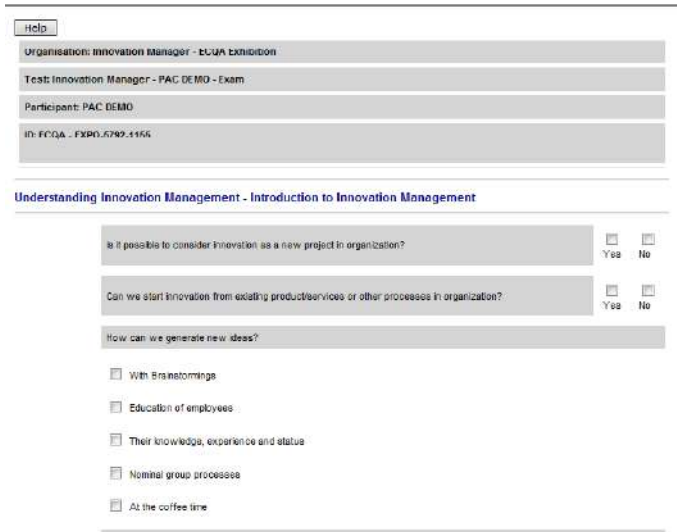 Help
Organisation: Innovation Manager - ECQA Exhibition
Test: Innovation Manager - PAC DEMO - Exam
Participant: PAC DEMO
ID: ECQA - EXPO-5792-1155
Understanding Innovation Management - Introduction to Innovation Management
Is it possible to consider innovation as a new project in organization?
Yes No
Can we start innovation from existing product/services or other processes in organization?
Yes No
How can we generate new ideas?
With Brainstormings
Education of employees
Their knowledge, experience and status
Nominal group processes
At the coffee time